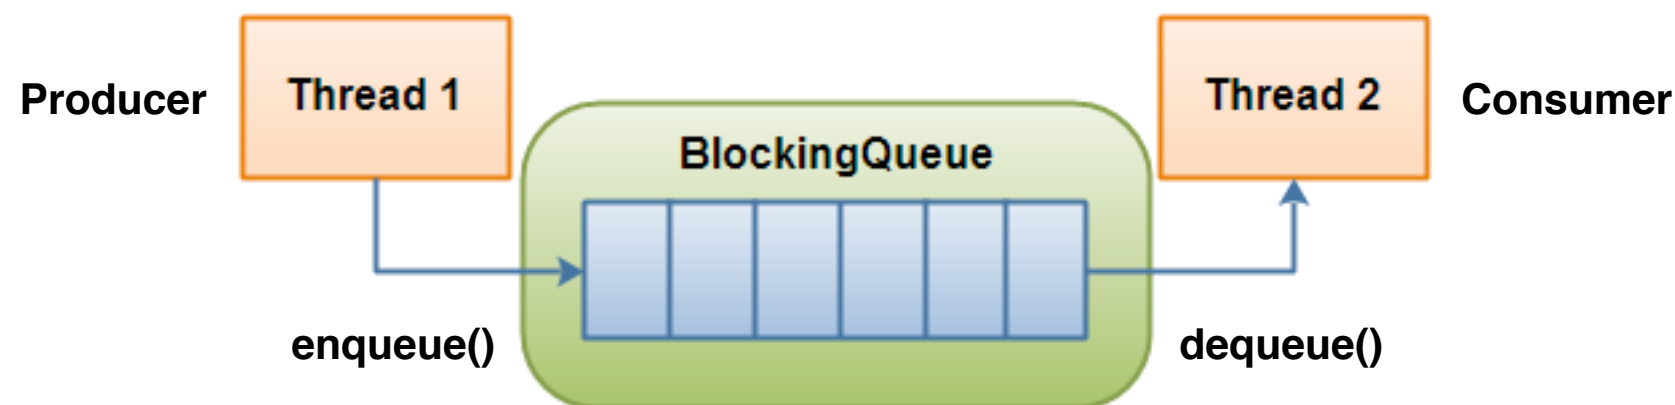 Producer
Thread 1
Thread 2
Consumer
BlockingQueue
enqueue()
dequeue()